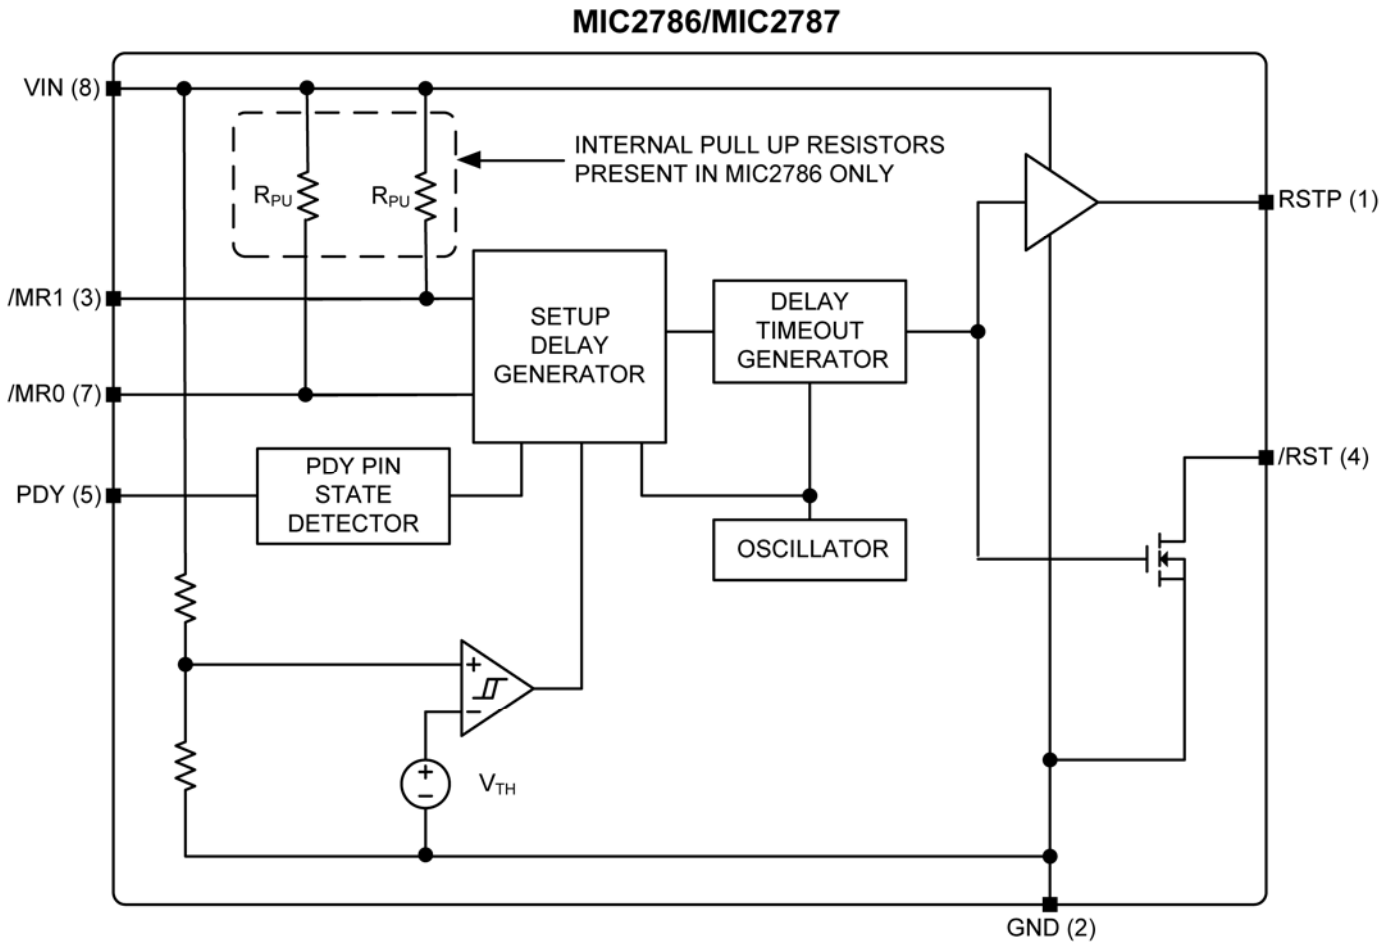 MIC2786/MIC2787
VIN (8)
INTERNAL PULL UP RESISTORS
PRESENT IN MIC2786 ONLY
RPU
RPU
RSTP (1)
/MR1 (3)
SETUP
DELAY
GENERATOR
DELAY
TIMEOUT
GENERATOR
/MR0 (7)
PDY (5)
PDY PIN
STATE
DETECTOR
/RST (4)
OSCILLATOR
+
−
+
−
VTH
GND (2)